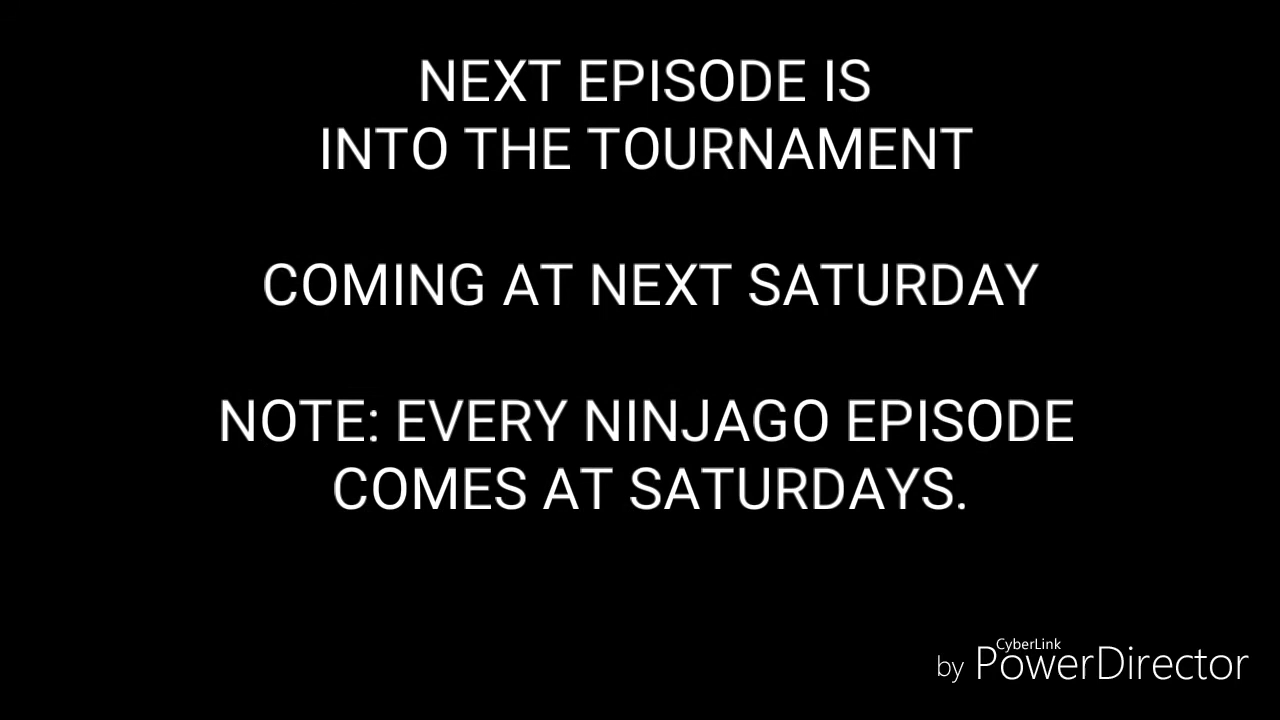 NEXT EPISODE IS
INTO THE TOURNAMENT
COMING AT NEXT SATURDAY
NOTE: EVERY NINJAGO EPISODE
COMES AT SATURDAYS.
CyberLink
by PowerDirector